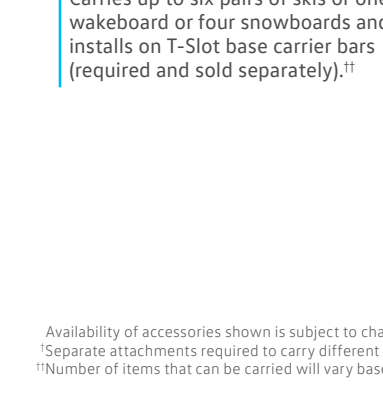 Carries up to six pairs of skis or one
wakeboard or four snowboards and
installs on T-Slot base carrier bars
(required and sold separately).††
Availability of accessories shown is subject to cha
†Separate attachments required to carry different
††Number of items that can be carried will vary base